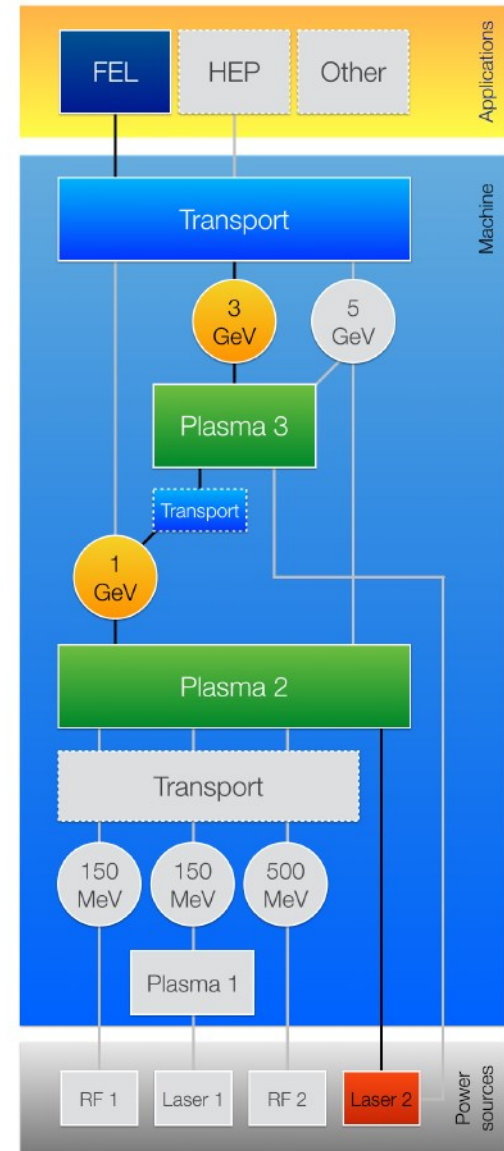 FEL
HEP
Other
Applications
Machine
Transport
3
GeV
5
GeV
Plasma 3
Transport
1
GeV
Plasma 2
Transport
150
MeV
150
MeV
500
MeV
Plasma 1
RF 1
Laser 1
RF 2
Laser 2
Power
sources